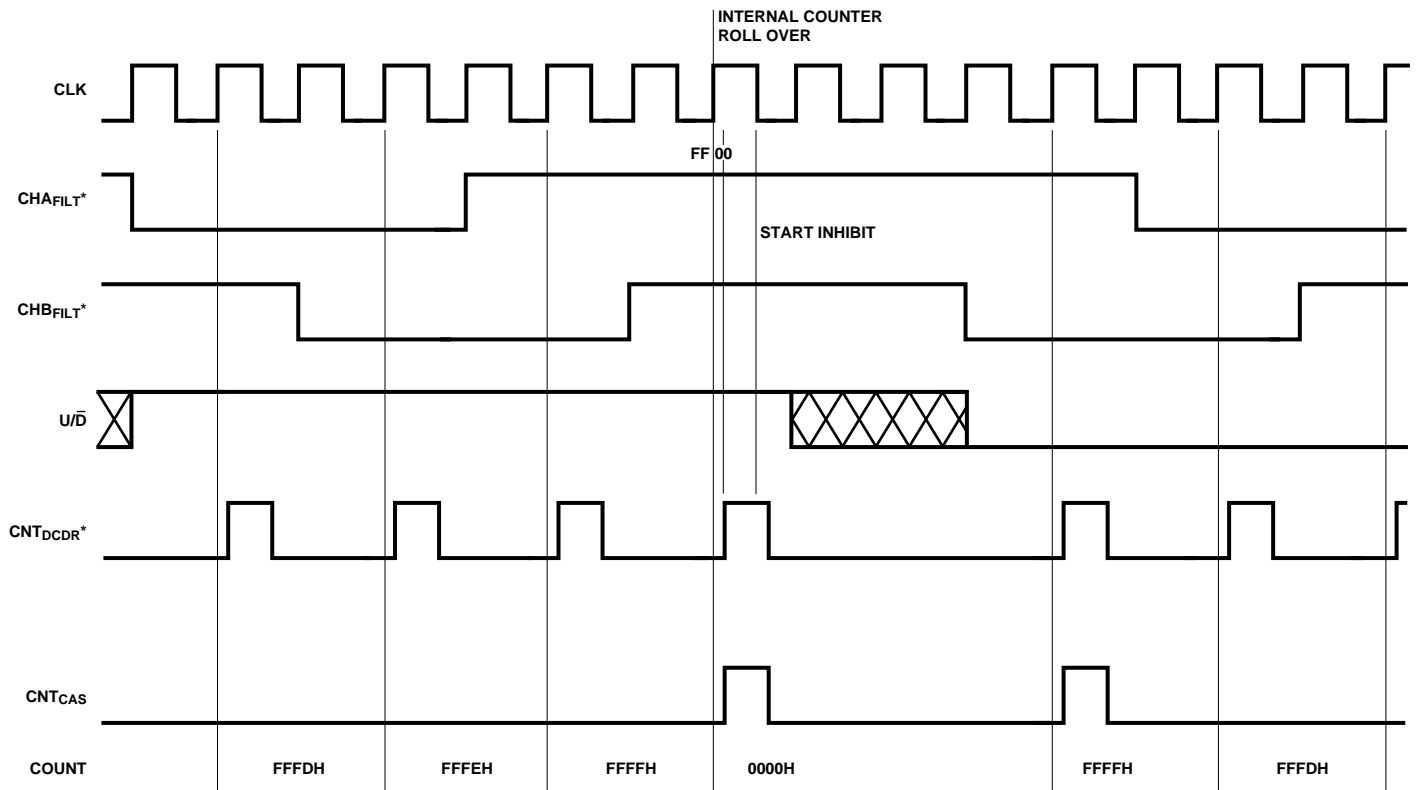 INTERNAL COUNTER
ROLL OVER
CLK
FF 00
CHAFILT*
START INHIBIT
CHBFILT*
U/D̅
CNTDCDR*
CNTCAS
COUNT FFFDH FFFEH FFFFH 0000H FFFFH FFFDH